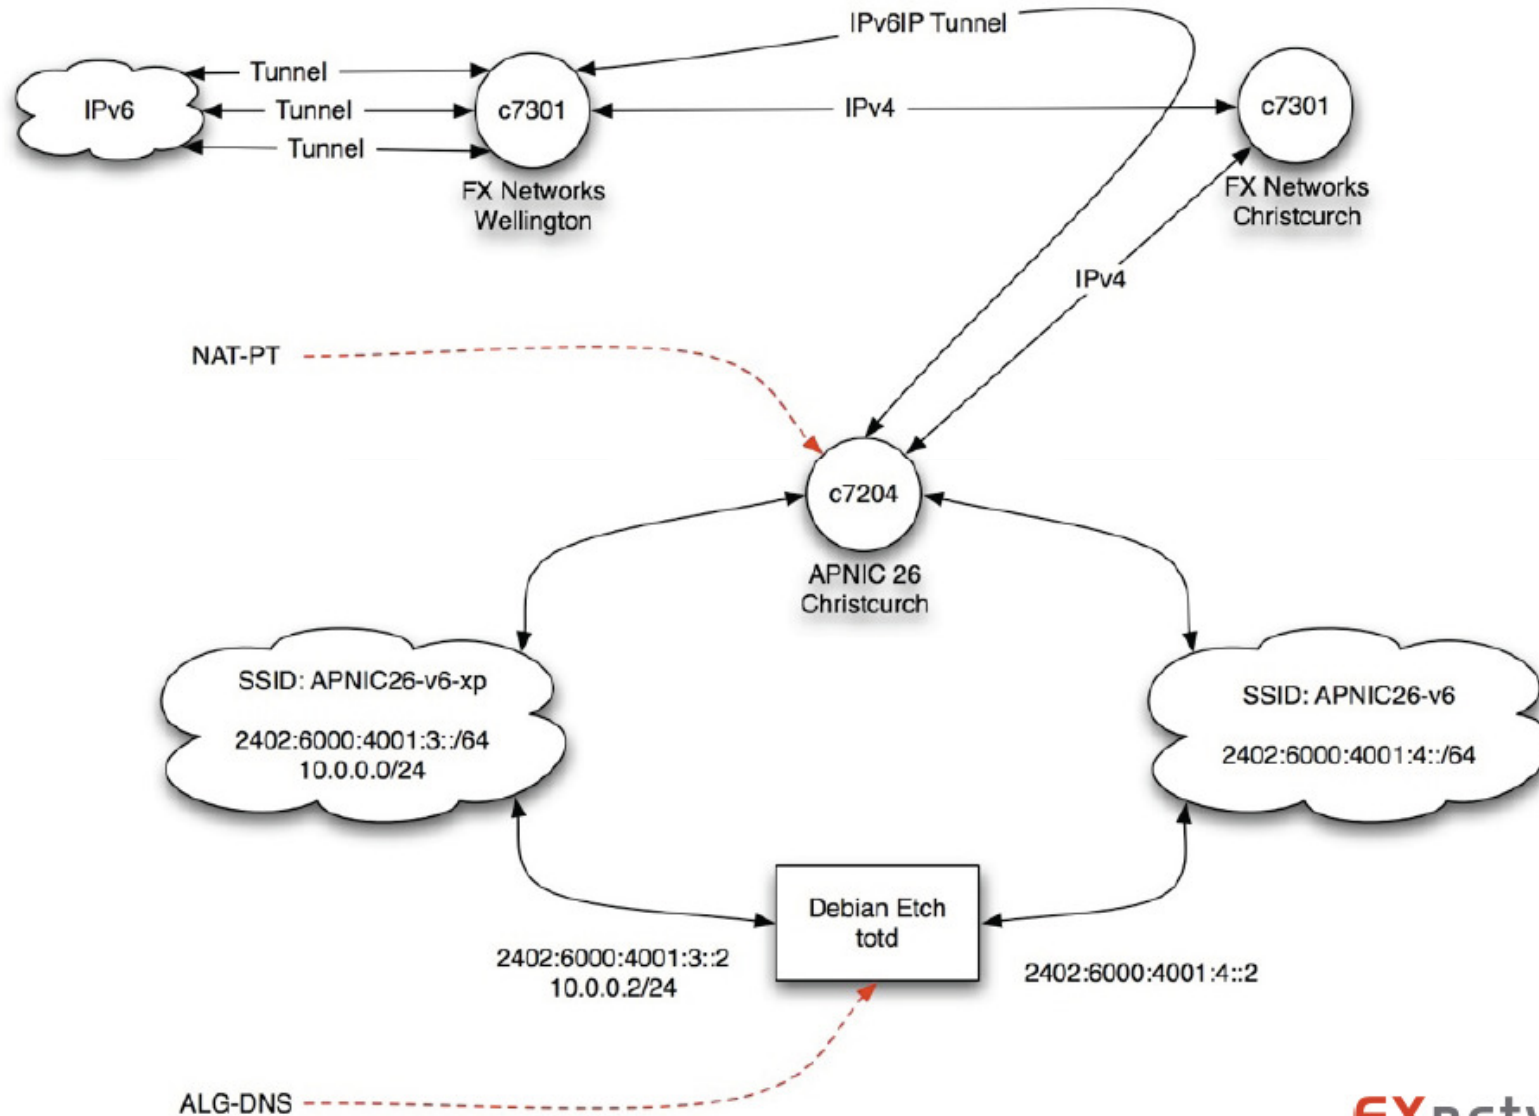 IPv6IP Tunnel
Tunnel
IPv6
Tunnel
c7301
IPv4
c7301
Tunnel
FX Networks
Wellington
FX Networks
Christcurch
IPv4
NAT-PT
c7204
APNIC 26
Christcurch
SSID: APNIC26-v6-xp
2402:6000:4001:3::/64
10.0.0.0/24
SSID: APNIC26-v6
2402:6000:4001:4::/64
Debian Etch
totd
2402:6000:4001:3::2
10.0.0.2/24
2402:6000:4001:4::2
ALG-DNS